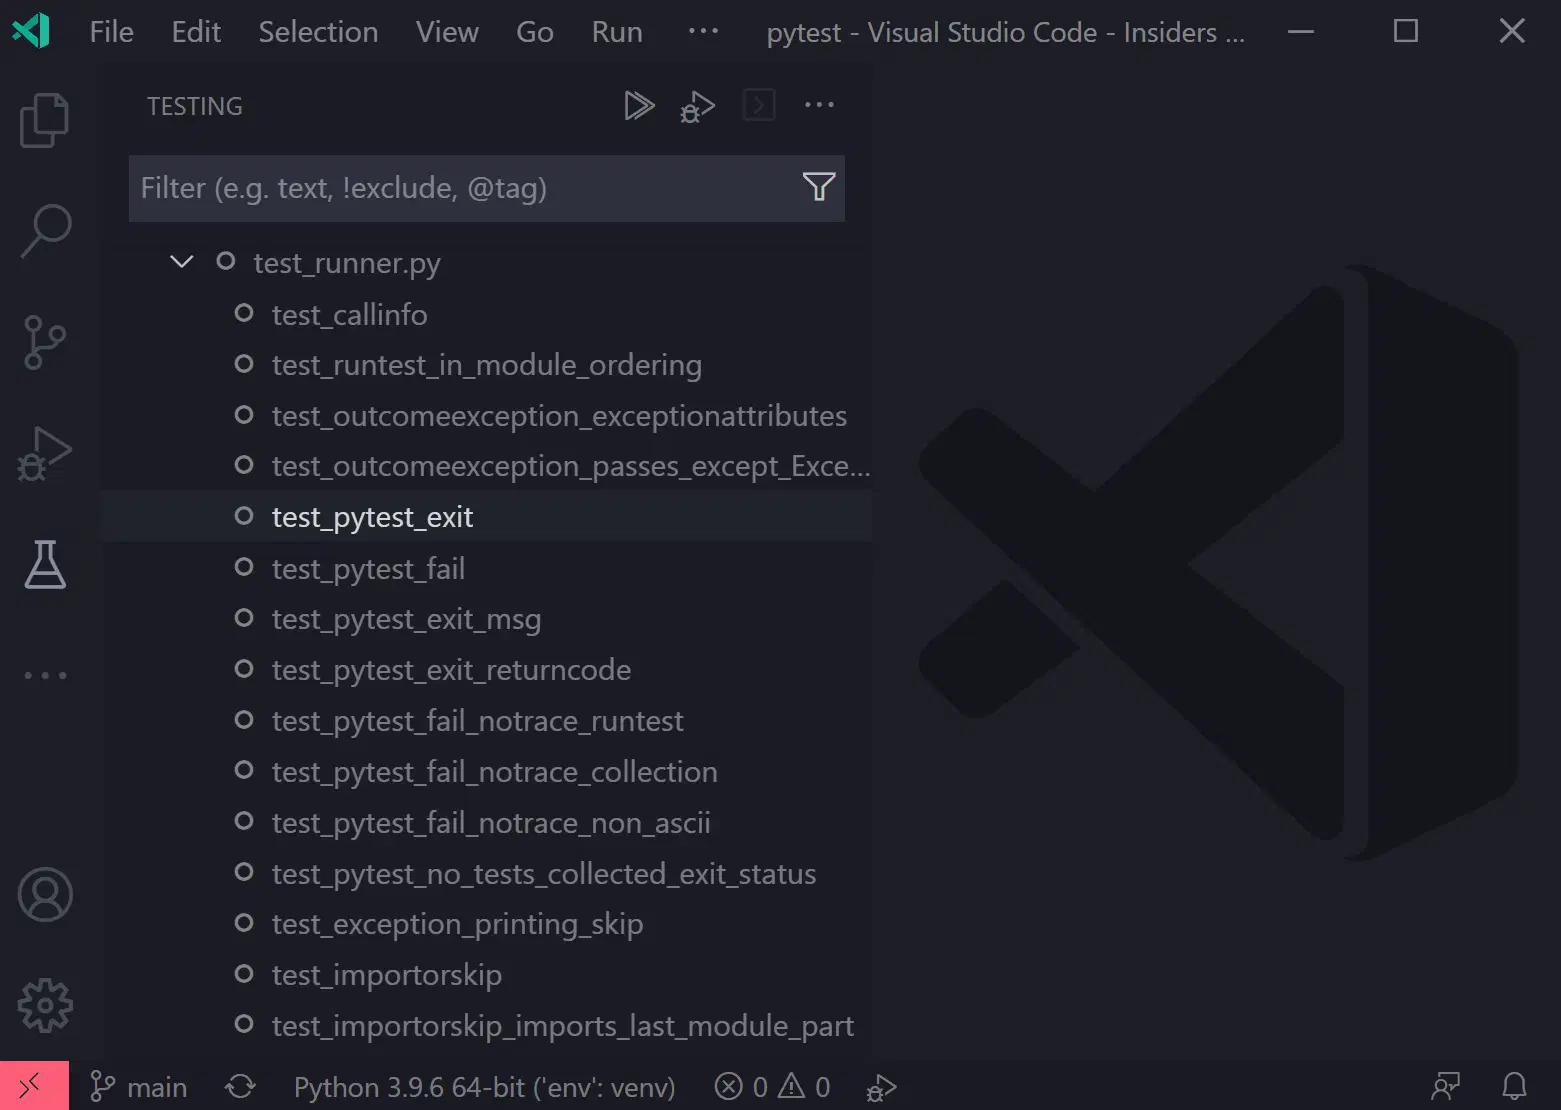 File Edit Selection View Go Run ··· pytest - Visual Studio Code - Insiders ...
TESTING
Filter (e.g. text, !exclude, @tag)
test_runner.py
test_callinfo
test_runtest_in_module_ordering
test_outcomeexception_exceptionattributes
test_outcomeexception_passes_except_Exce...
test_pytest_exit
test_pytest_fail
test_pytest_exit_msg
test_pytest_exit_returncode
test_pytest_fail_notrace_runtest
test_pytest_fail_notrace_collection
test_pytest_fail_notrace_non_ascii
test_pytest_no_tests_collected_exit_status
test_exception_printing_skip
test_importorskip
test_importorskip_imports_last_module_part
main Python 3.9.6 64-bit ('env': venv) 0 0